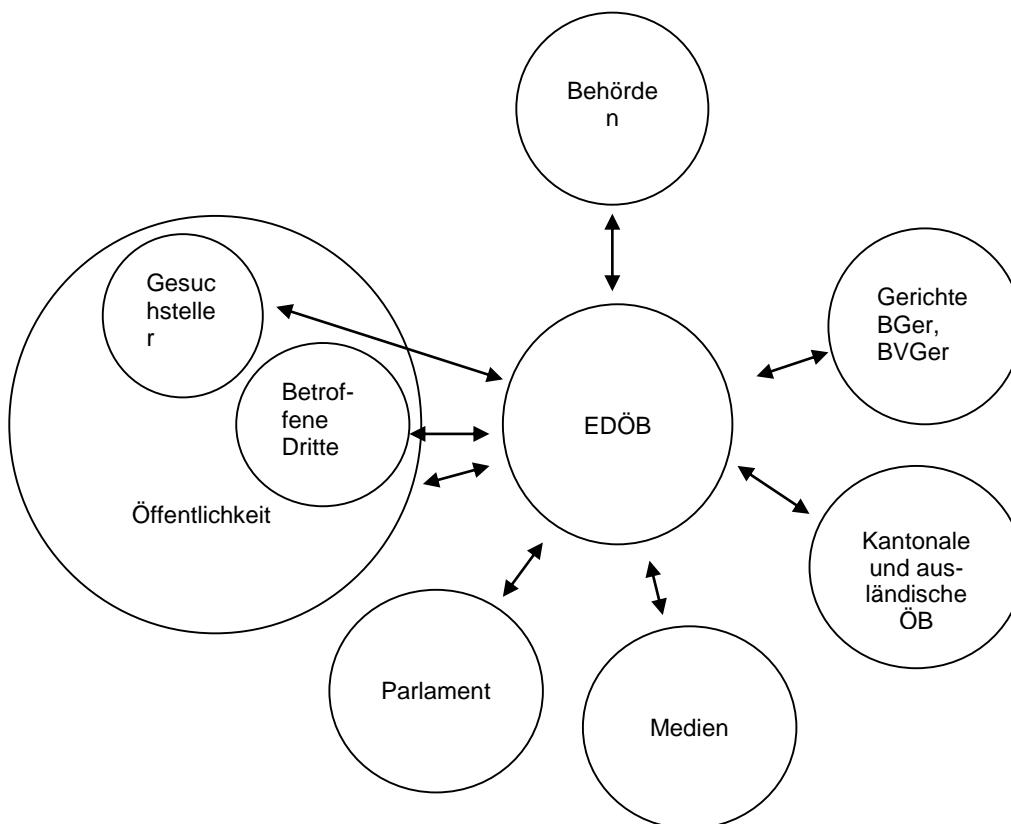 Behörde
n
Gesuc
hstelle
r
Gerichte
BGer,
BVGer
Betrof-
fene
Dritte
EDÖB
Öffentlichkeit
Kantonale
und aus-
ländische
ÖB
Parlament
Medien